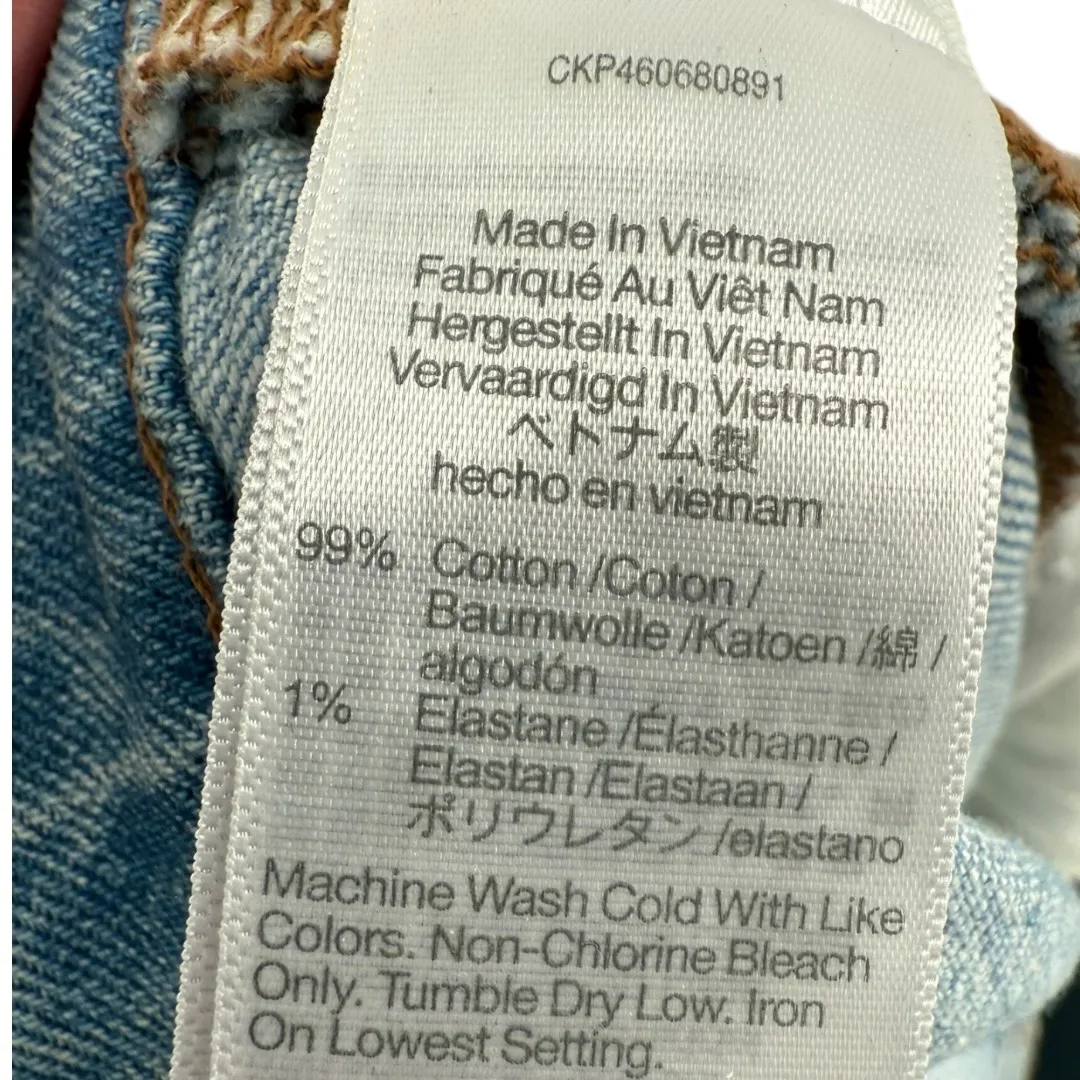 CKP460680891
Made In Vietnam
Fabriqué Au Viêt Nam
Hergestellt In Vietnam
Vervaardigd In Vietnam
ベトナム製
hecho en vietnam
99% Cotton /Coton /
Baumwolle /Katoen /綿 /
algodón
1% Elastane /Élasthanne /
Elastan /Elastaan /
ポリウレタン /elastano
Machine Wash Cold With Like
Colors. Non-Chlorine Bleach
Only. Tumble Dry Low. Iron
On Lowest Setting.